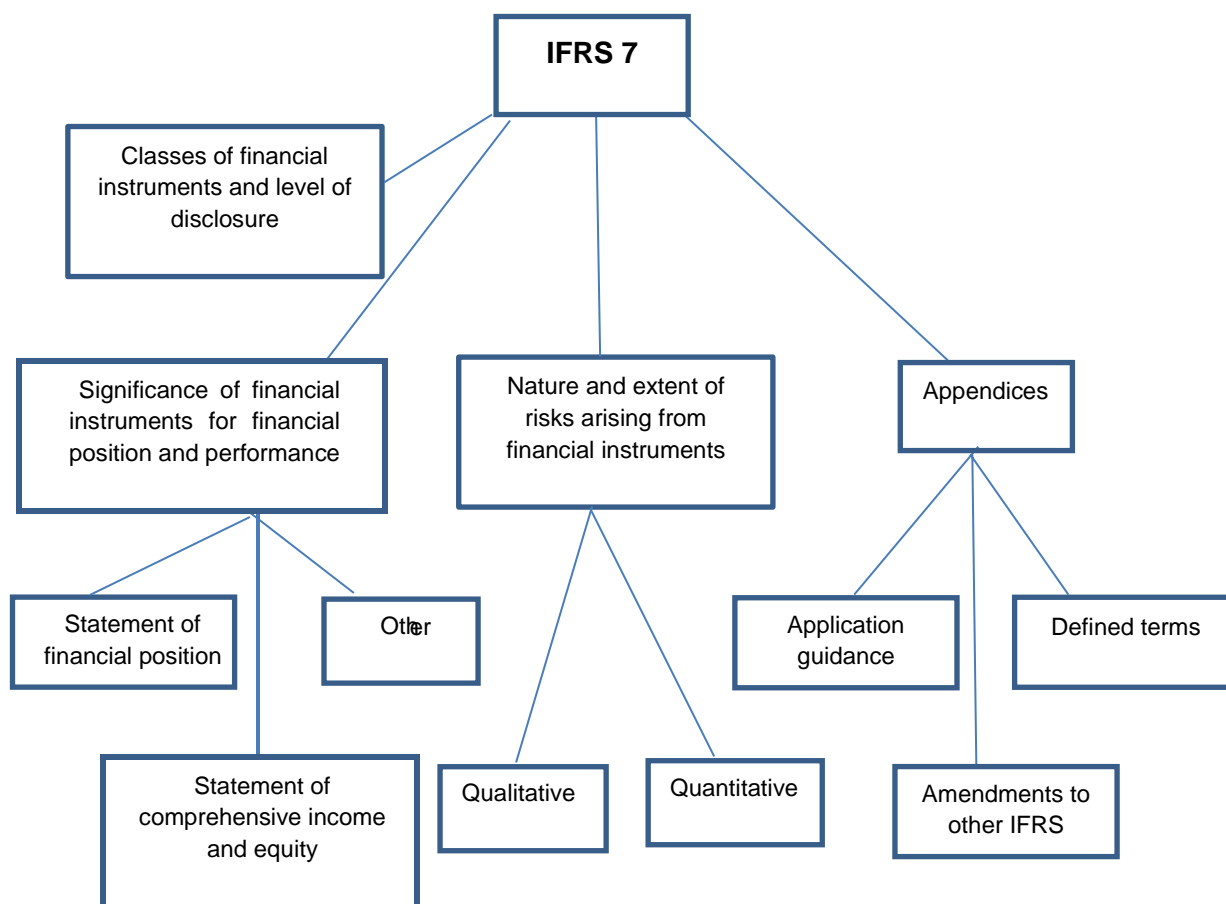 IFRS 7
Classes of financial
instruments and level of
disclosure
Significance of financial
instruments for financial
position and performance
Nature and extent of
risks arising from
financial instruments
Appendices
Statement of
financial position
Other
Application
guidance
Defined terms
Statement of
comprehensive income
and equity
Qualitative
Quantitative
Amendments to
other IFRS